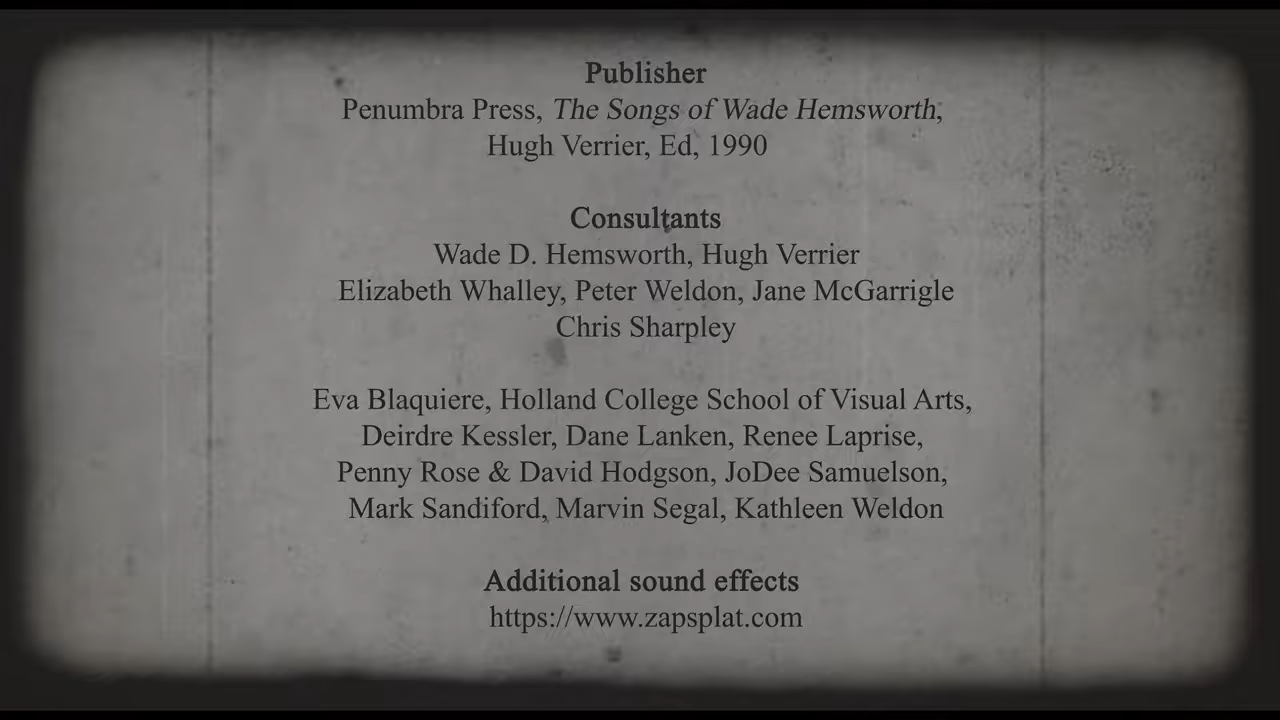 Publisher
Penumbra Press, The Songs of Wade Hemsworth,
Hugh Verrier, Ed, 1990
Consultants
Wade D. Hemsworth, Hugh Verrier
Elizabeth Whalley, Peter Weldon, Jane McGarrigle
Chris Sharpley
Eva Blaquiere, Holland College School of Visual Arts,
Deirdre Kessler, Dane Lanken, Renee Laprise,
Penny Rose & David Hodgson, JoDee Samuelson,
Mark Sandiford, Marvin Segal, Kathleen Weldon
Additional sound effects
https://www.zapsplat.com